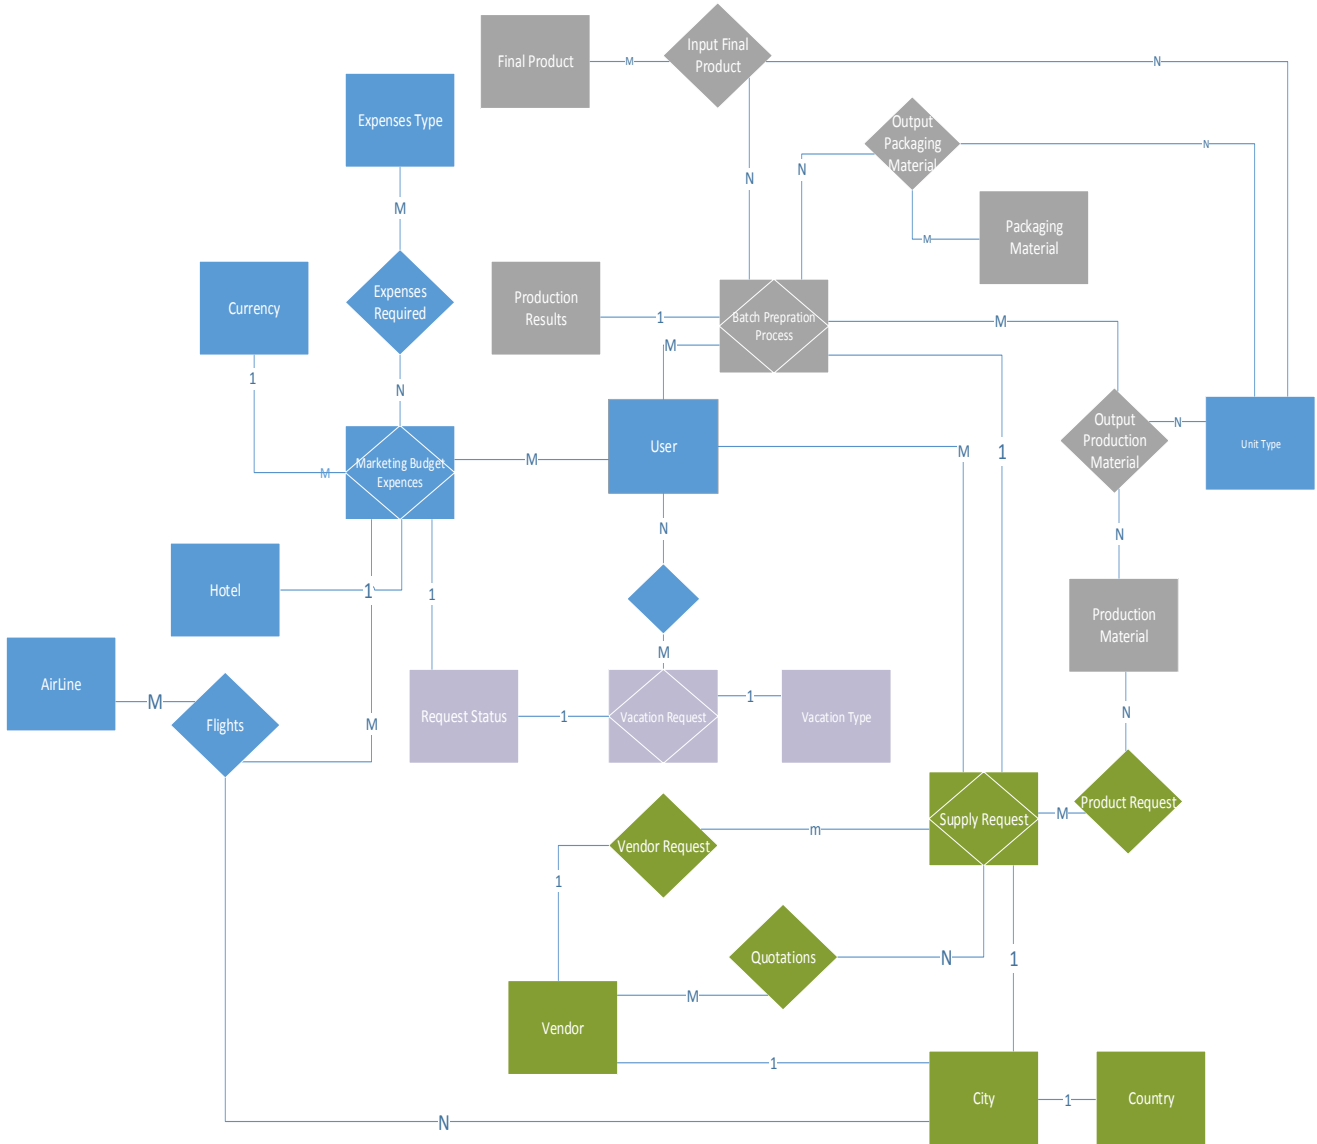 Input Final
Product
Final Product
M
N
Expenses Type
Output
Packaging
Material
N
N
N
M
Packaging
Material
M
Currency
Expenses
Required
Production
Results
1
Batch Prepration
Process
M
M
1
N
Output
Production
Material
N
Unit Type
User
M
1
Marketing Budget
Expences
M
M
N
N
Hotel
1
1
Production
Material
M
AirLine
M
Flights
M
Request Status
1
Vacation Request
1
Vacation Type
N
Product Request
M
Supply Request
Vendor Request
m
1
Quotations
N
1
M
Vendor
1
City
1
Country
N